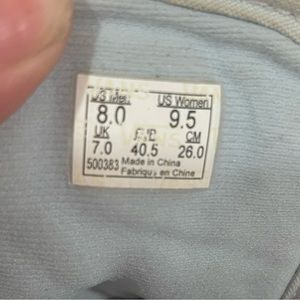 US Men US Women
8.0 9.5
UK CM
7.0 40.5 26.0
500383 Made in China
Fabriqu en Chine